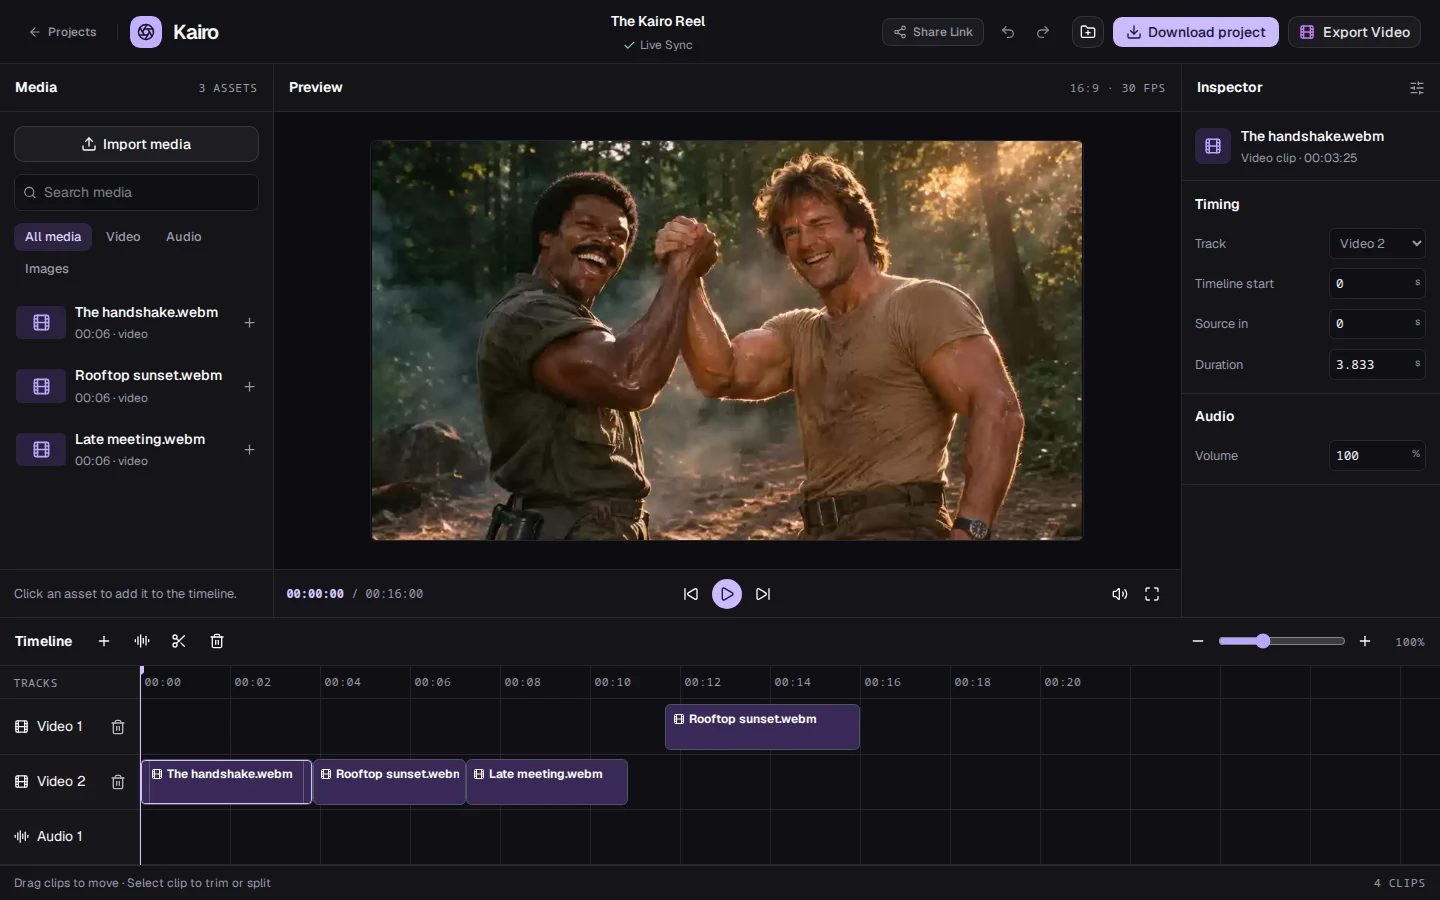 Projects
Kairo
The Kairo Reel
Live Sync
Share Link
Download project
Export Video
Media
3 ASSETS
Preview
16:9 · 30 FPS
Inspector
Import media
Search media
All media
Video
Audio
Images
The handshake.webm
00:06 · video
Rooftop sunset.webm
00:06 · video
Late meeting.webm
00:06 · video
Click an asset to add it to the timeline.
00:00:00 / 00:16:00
The handshake.webm
Video clip · 00:03:25
Timing
Track
Video 2
Timeline start
0 s
Source in
0 s
Duration
3.833 s
Audio
Volume
100 %
Timeline
100%
TRACKS
00:00
00:02
00:04
00:06
00:08
00:10
00:12
00:14
00:16
00:18
00:20
Video 1
Rooftop sunset.webm
Video 2
The handshake.webm
Rooftop sunset.webm
Late meeting.webm
Audio 1
Drag clips to move · Select clip to trim or split
4 CLIPS